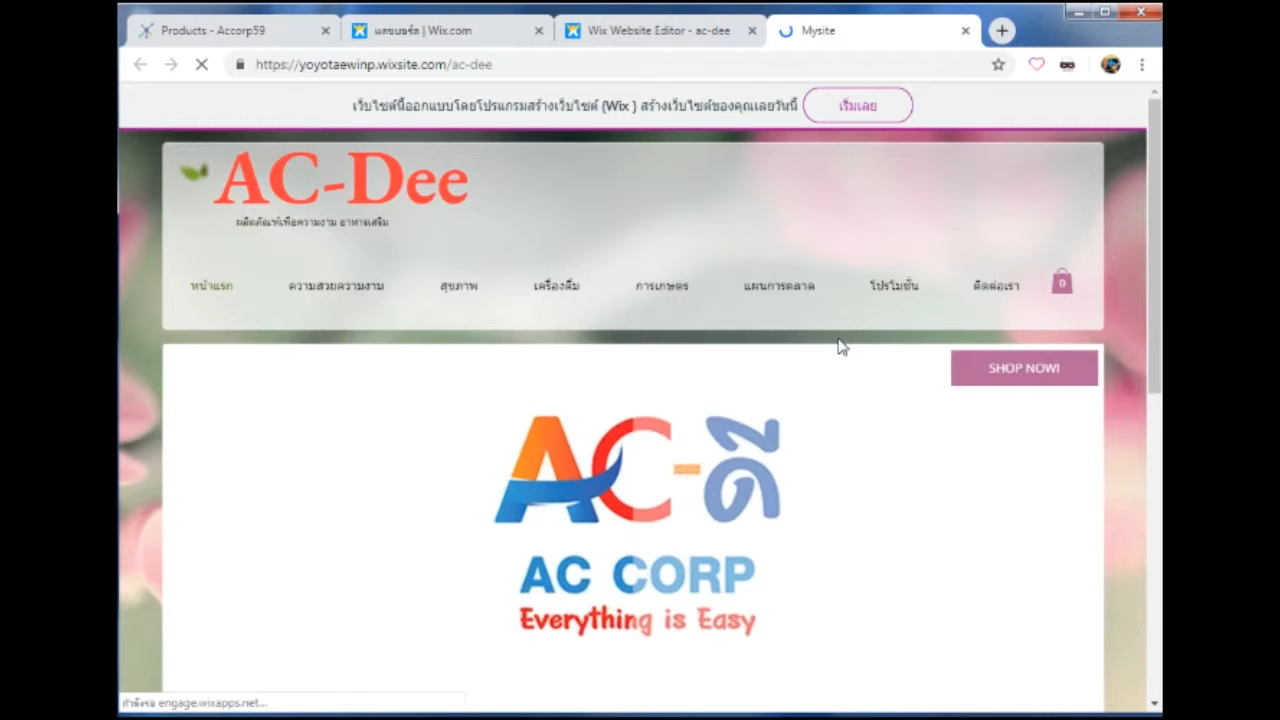 Products - Accorp59
แดชบอร์ด | Wix.com
Wix Website Editor - ac-dee
Mysite
https://yoyotaewinp.wixsite.com/ac-dee
เว็บไซต์นี้ออกแบบโดยโปรแกรมสร้างเว็บไซต์ {Wix } สร้างเว็บไซต์ของคุณเลยวันนี้
เริ่มเลย
AC-Dee
ผลิตภัณฑ์เพื่อความงาม อาหารเสริม
หน้าแรก ความสวยความงาม สุขภาพ เครื่องดื่ม การเกษตร แผนการตลาด โปรโมชั่น ติดต่อเรา 0
SHOP NOW!
AC-ดี
AC CORP
Everything is Easy
กำลังรอ engage.wixapps.net...